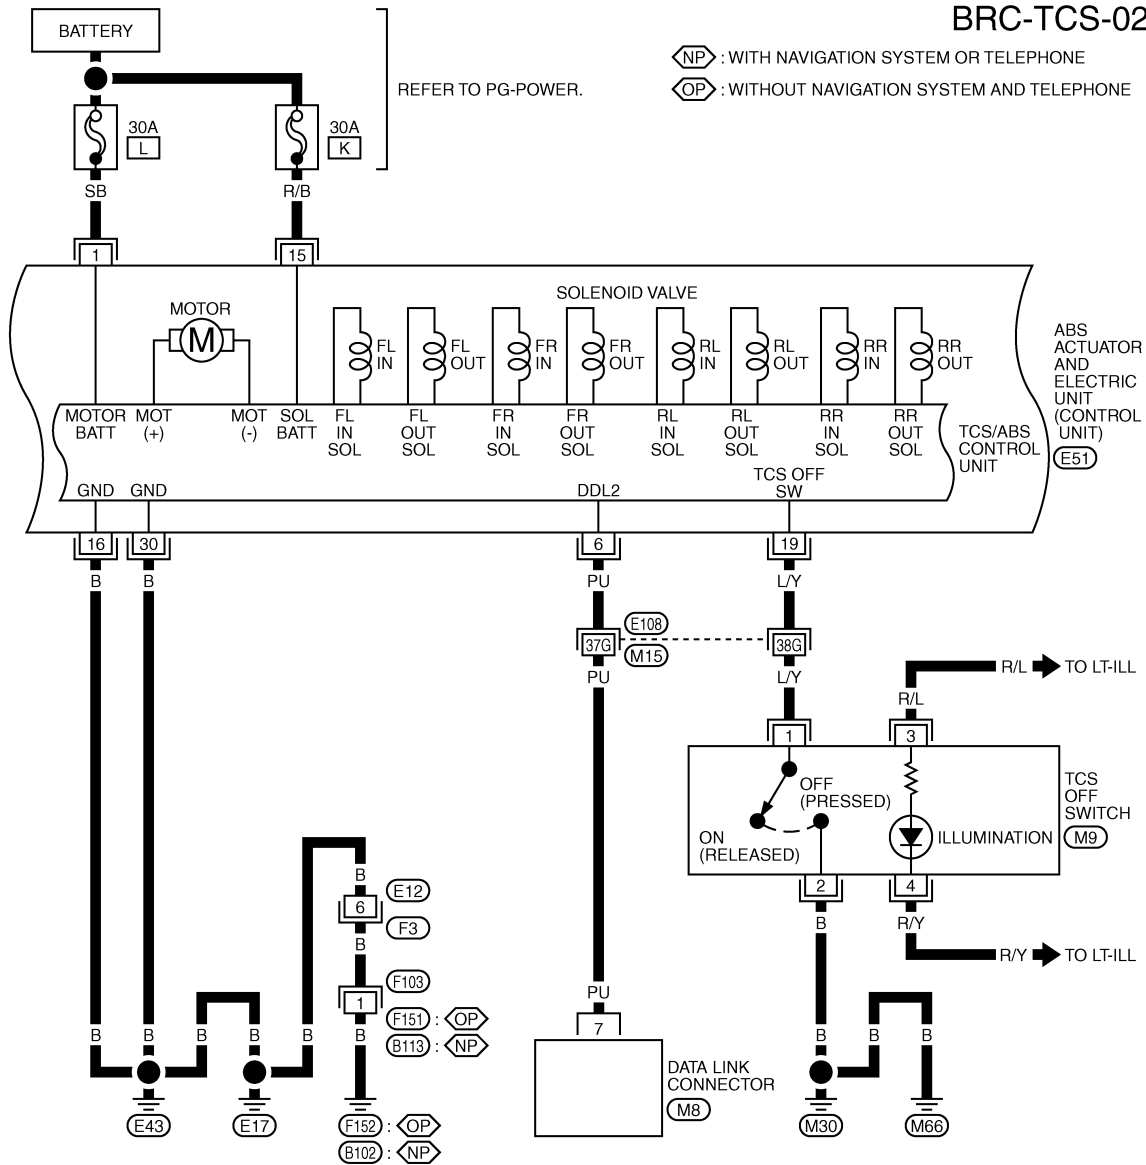 BRC-TCS-02
BATTERY
NP : WITH NAVIGATION SYSTEM OR TELEPHONE
OP : WITHOUT NAVIGATION SYSTEM AND TELEPHONE
REFER TO PG-POWER.
30A
L
30A
K
SB
R/B
1
15
SOLENOID VALVE
MOTOR
M
FL
IN
FL
OUT
FR
IN
FR
OUT
RL
IN
RL
OUT
RR
IN
RR
OUT
ABS
ACTUATOR
AND
ELECTRIC
UNIT
(CONTROL
UNIT)
E51
MOTOR
BATT
MOT
(+)
MOT
(-)
SOL
BATT
FL
IN
SOL
FL
OUT
SOL
FR
IN
SOL
FR
OUT
SOL
RL
IN
SOL
RL
OUT
SOL
RR
IN
SOL
RR
OUT
SOL
TCS/ABS
CONTROL
UNIT
GND
GND
DDL2
TCS OFF
SW
16
30
6
19
B
B
PU
L/Y
37G
E108
M15
38G
PU
L/Y
R/L
TO LT-ILL
R/L
1
3
OFF
(PRESSED)
ON
(RELEASED)
ILLUMINATION
TCS
OFF
SWITCH
M9
2
4
B
R/Y
R/Y
TO LT-ILL
B
6
E12
F3
B
1
F103
F151 : OP
B113 : NP
B
B
B
B
B
B
PU
7
DATA LINK
CONNECTOR
M8
B
B
B
E43
E17
F152 : OP
B102 : NP
M30
M66